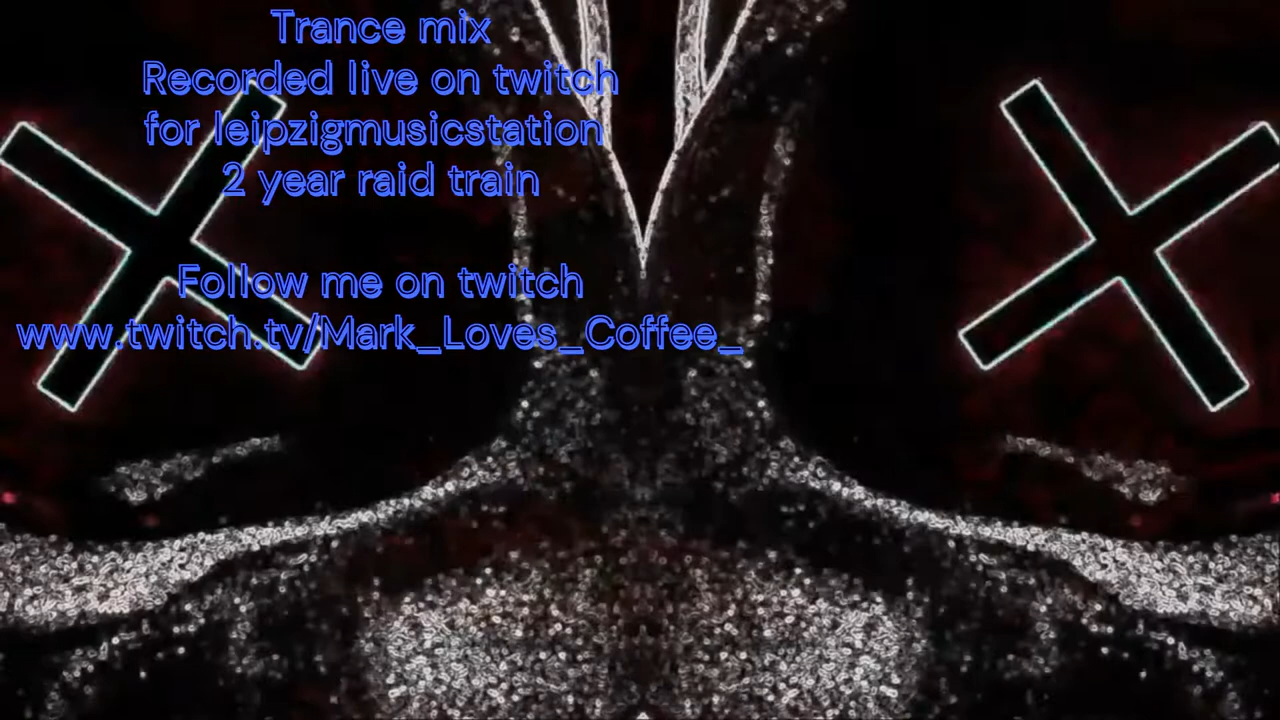 Trance mix
Recorded live on twitch
for leipzigmusicstation
2 year raid train
Follow me on twitch
www.twitch.tv/Mark_Loves_Coffee_